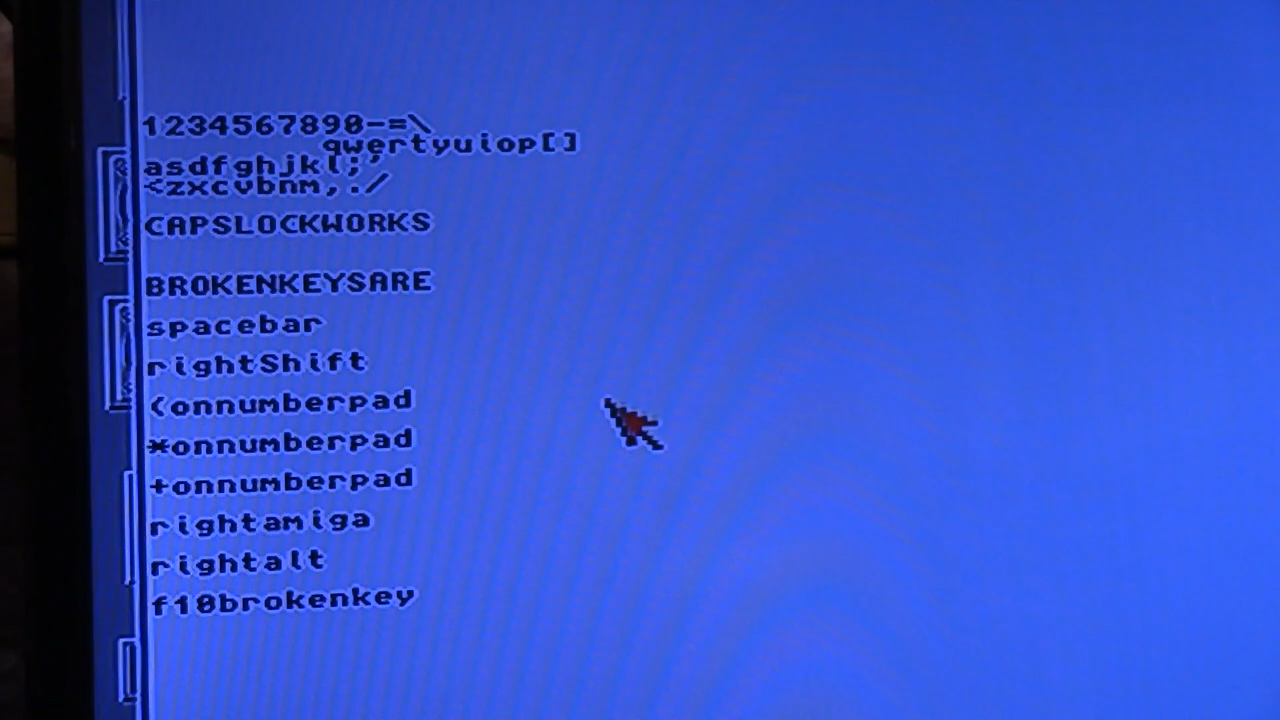 1234567890-=\
qwertyuiop[]
asdfghjkl;'
<zxcvbnm,./
CAPSLOCKWORKS
BROKENKEYSARE
spacebar
rightShift
(onnumberpad
*onnumberpad
+onnumberpad
rightamiga
rightalt
f10brokenkey